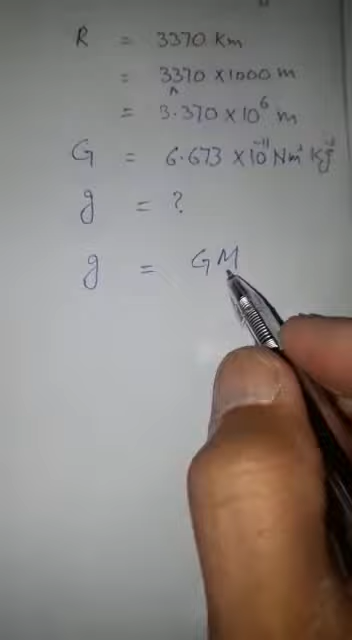 R = 3370 Km
= 3370 × 1000 m
= 3.370 × 10⁶ m
G = 6.673 × 10⁻¹¹ Nm² Kg⁻²
g = ?
g = GM